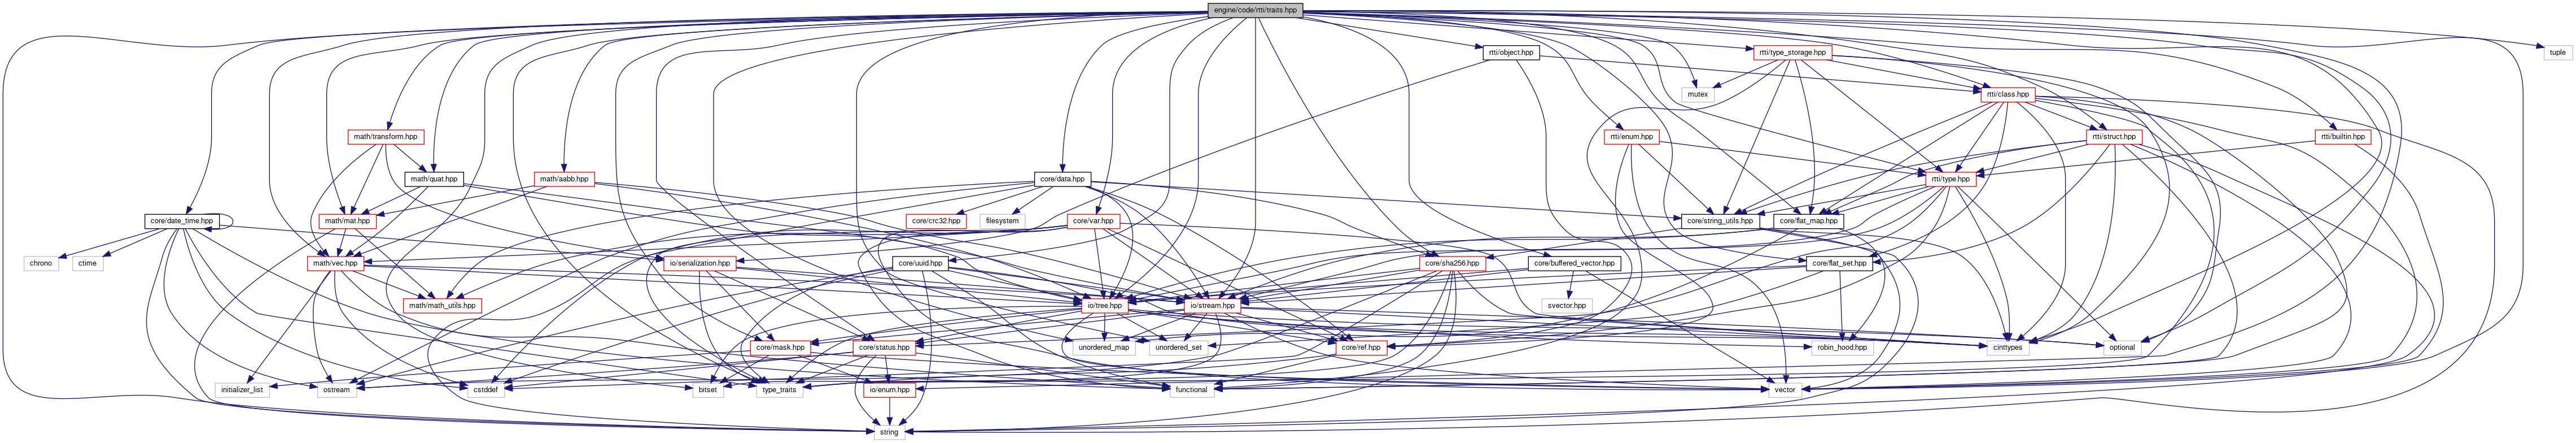 engine/code/rtti/traits.hpp
rtti/object.hpp
rtti/type_storage.hpp
tuple
mutex
rtti/class.hpp
math/transform.hpp
rtti/enum.hpp
rtti/struct.hpp
rtti/builtin.hpp
math/quat.hpp
math/aabb.hpp
core/data.hpp
rtti/type.hpp
core/date_time.hpp
math/mat.hpp
core/crc32.hpp
filesystem
core/var.hpp
core/string_utils.hpp
core/flat_map.hpp
chrono
ctime
math/vec.hpp
io/serialization.hpp
core/uuid.hpp
core/sha256.hpp
core/buffered_vector.hpp
core/flat_set.hpp
math/math_utils.hpp
io/tree.hpp
io/stream.hpp
svector.hpp
core/mask.hpp
core/status.hpp
unordered_map
unordered_set
core/ref.hpp
robin_hood.hpp
cinttypes
optional
initializer_list
ostream
cstddef
bitset
type_traits
io/enum.hpp
functional
vector
string